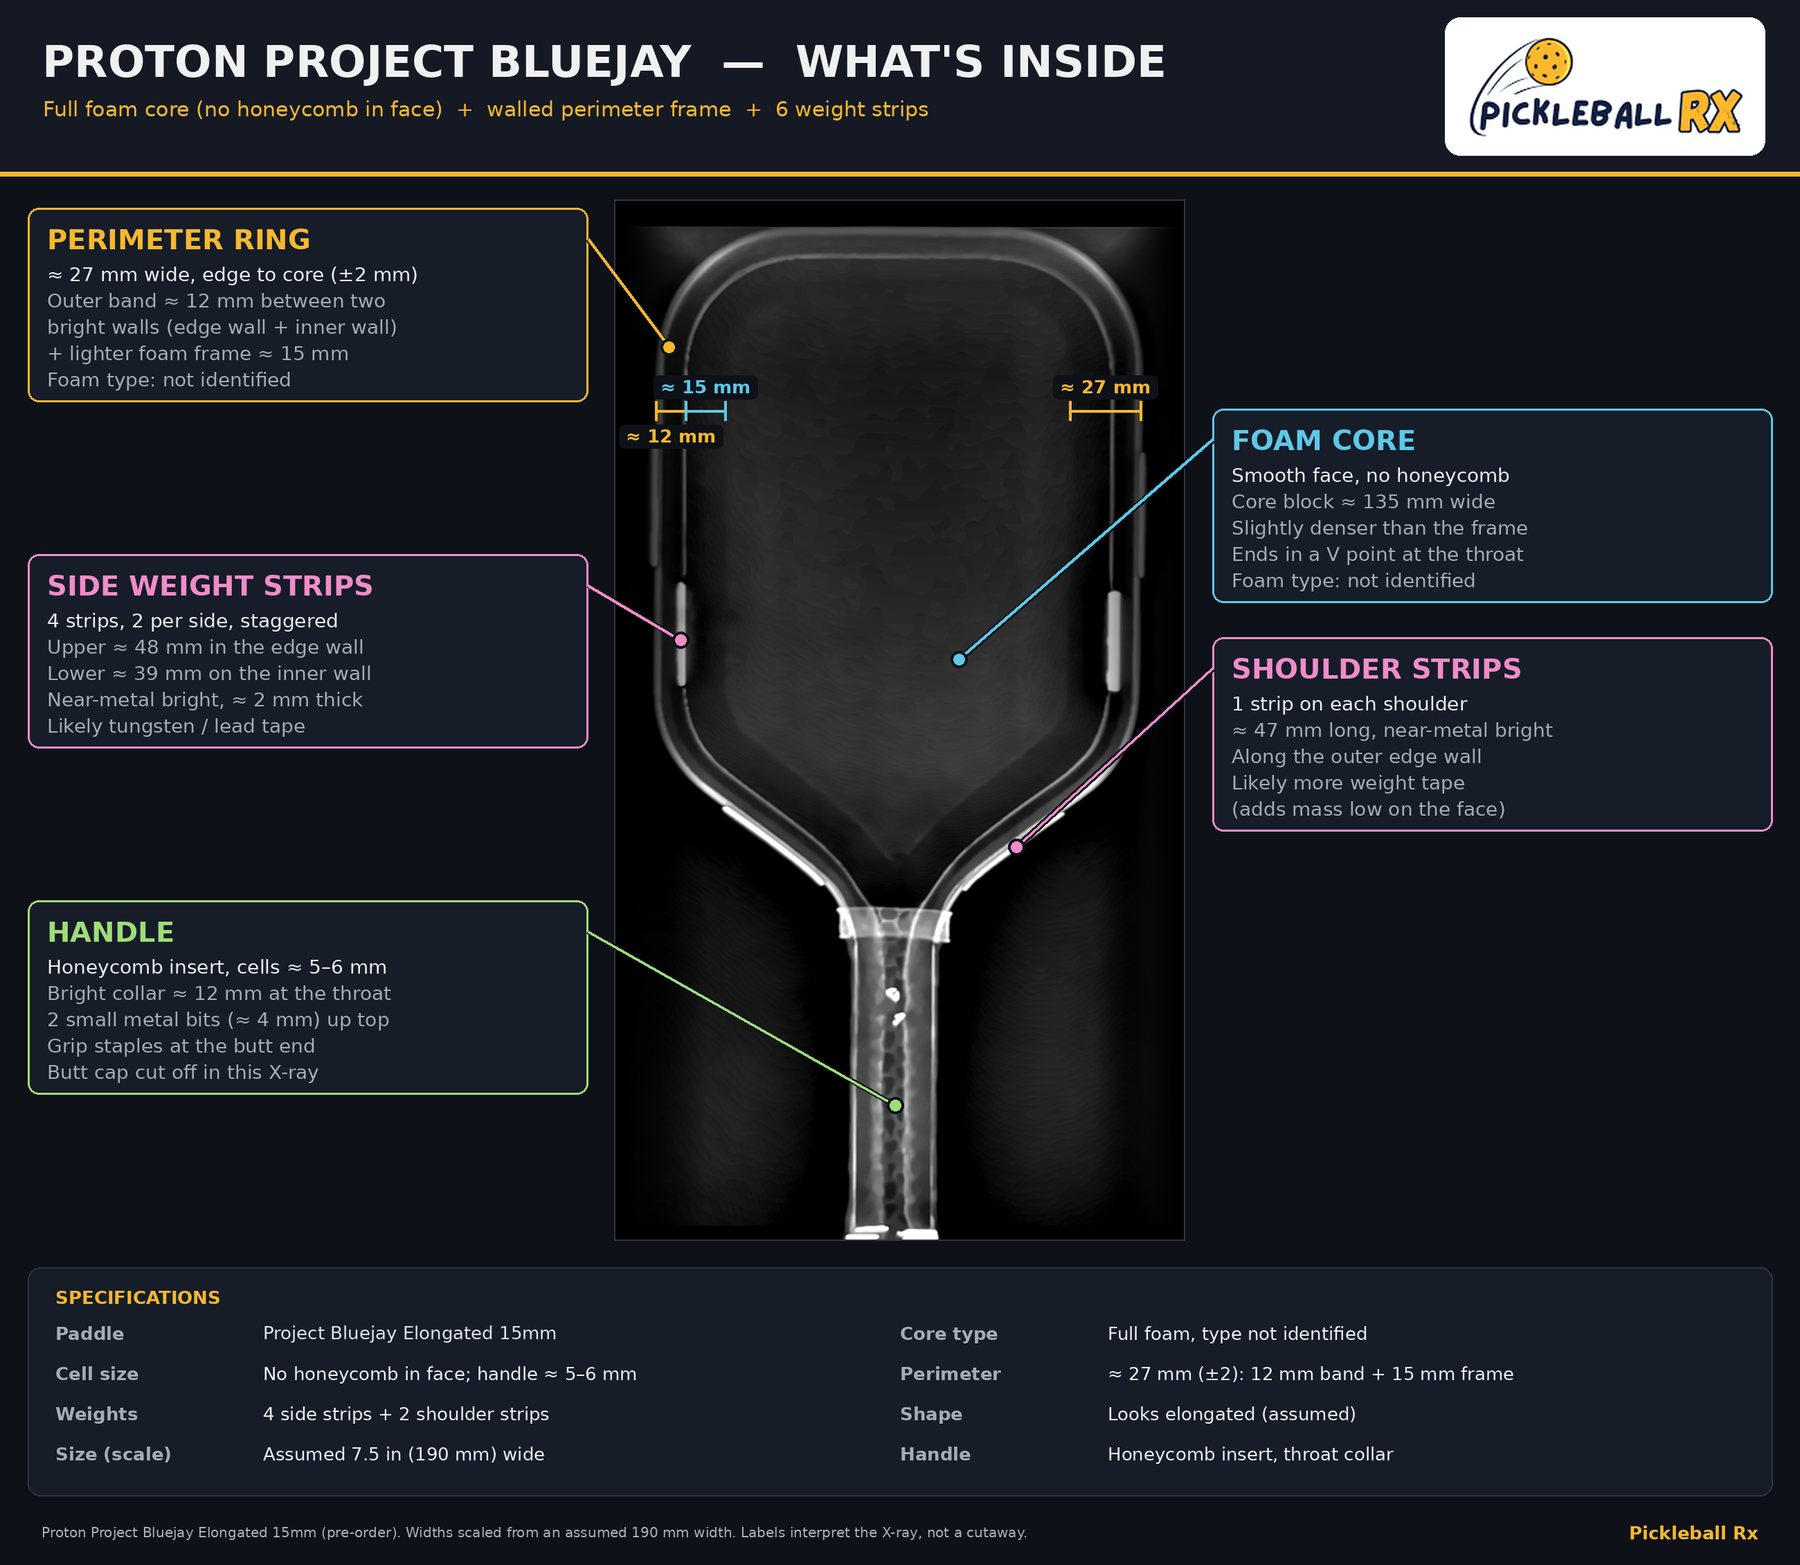 PROTON PROJECT BLUEJAY — WHAT'S INSIDE
Full foam core (no honeycomb in face) + walled perimeter frame + 6 weight strips
PICKLEBALL RX
PERIMETER RING
≈ 27 mm wide, edge to core (±2 mm)
Outer band ≈ 12 mm between two
bright walls (edge wall + inner wall)
+ lighter foam frame ≈ 15 mm
Foam type: not identified
≈ 15 mm
≈ 27 mm
≈ 12 mm
FOAM CORE
Smooth face, no honeycomb
Core block ≈ 135 mm wide
Slightly denser than the frame
Ends in a V point at the throat
Foam type: not identified
SIDE WEIGHT STRIPS
4 strips, 2 per side, staggered
Upper ≈ 48 mm in the edge wall
Lower ≈ 39 mm on the inner wall
Near-metal bright, ≈ 2 mm thick
Likely tungsten / lead tape
SHOULDER STRIPS
1 strip on each shoulder
≈ 47 mm long, near-metal bright
Along the outer edge wall
Likely more weight tape
(adds mass low on the face)
HANDLE
Honeycomb insert, cells ≈ 5–6 mm
Bright collar ≈ 12 mm at the throat
2 small metal bits (≈ 4 mm) up top
Grip staples at the butt end
Butt cap cut off in this X-ray
SPECIFICATIONS
Paddle Project Bluejay Elongated 15mm Core type Full foam, type not identified
Cell size No honeycomb in face; handle ≈ 5–6 mm Perimeter ≈ 27 mm (±2): 12 mm band + 15 mm frame
Weights 4 side strips + 2 shoulder strips Shape Looks elongated (assumed)
Size (scale) Assumed 7.5 in (190 mm) wide Handle Honeycomb insert, throat collar
Proton Project Bluejay Elongated 15mm (pre-order). Widths scaled from an assumed 190 mm width. Labels interpret the X-ray, not a cutaway.
Pickleball Rx